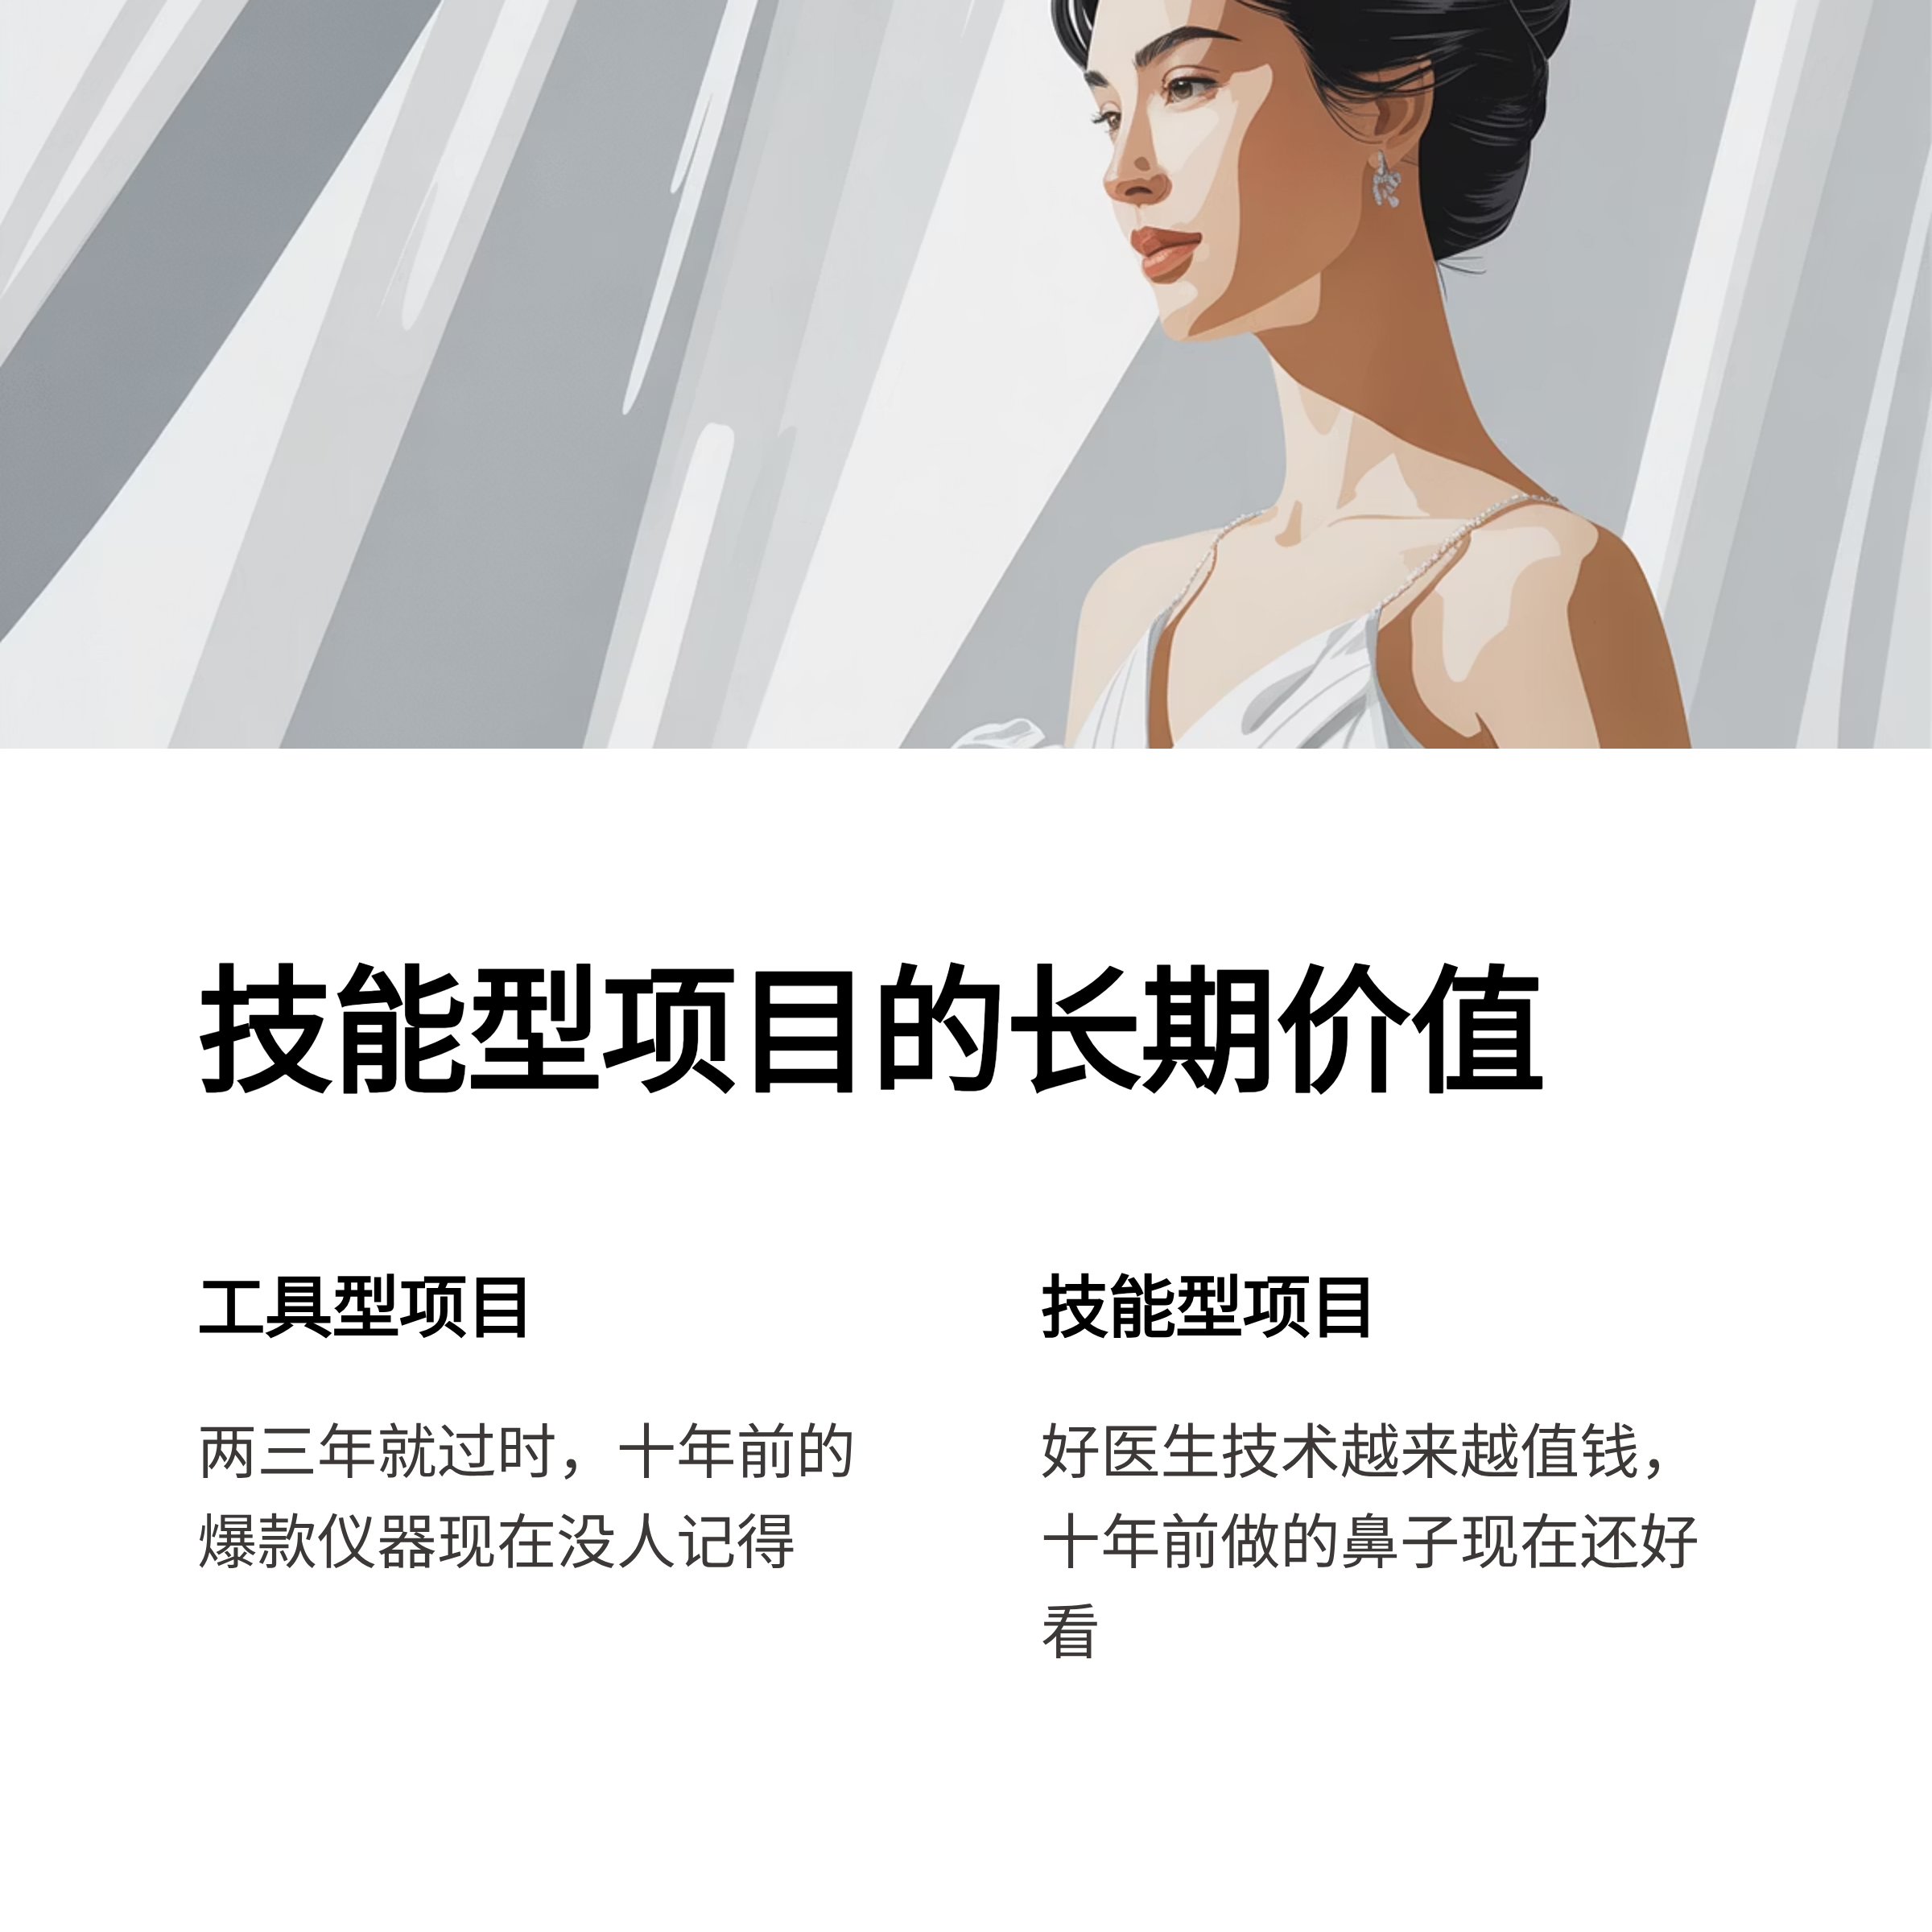 技能型项目的长期价值
工具型项目
两三年就过时，十年前的
爆款仪器现在没人记得
技能型项目
好医生技术越来越值钱，
十年前做的鼻子现在还好
看